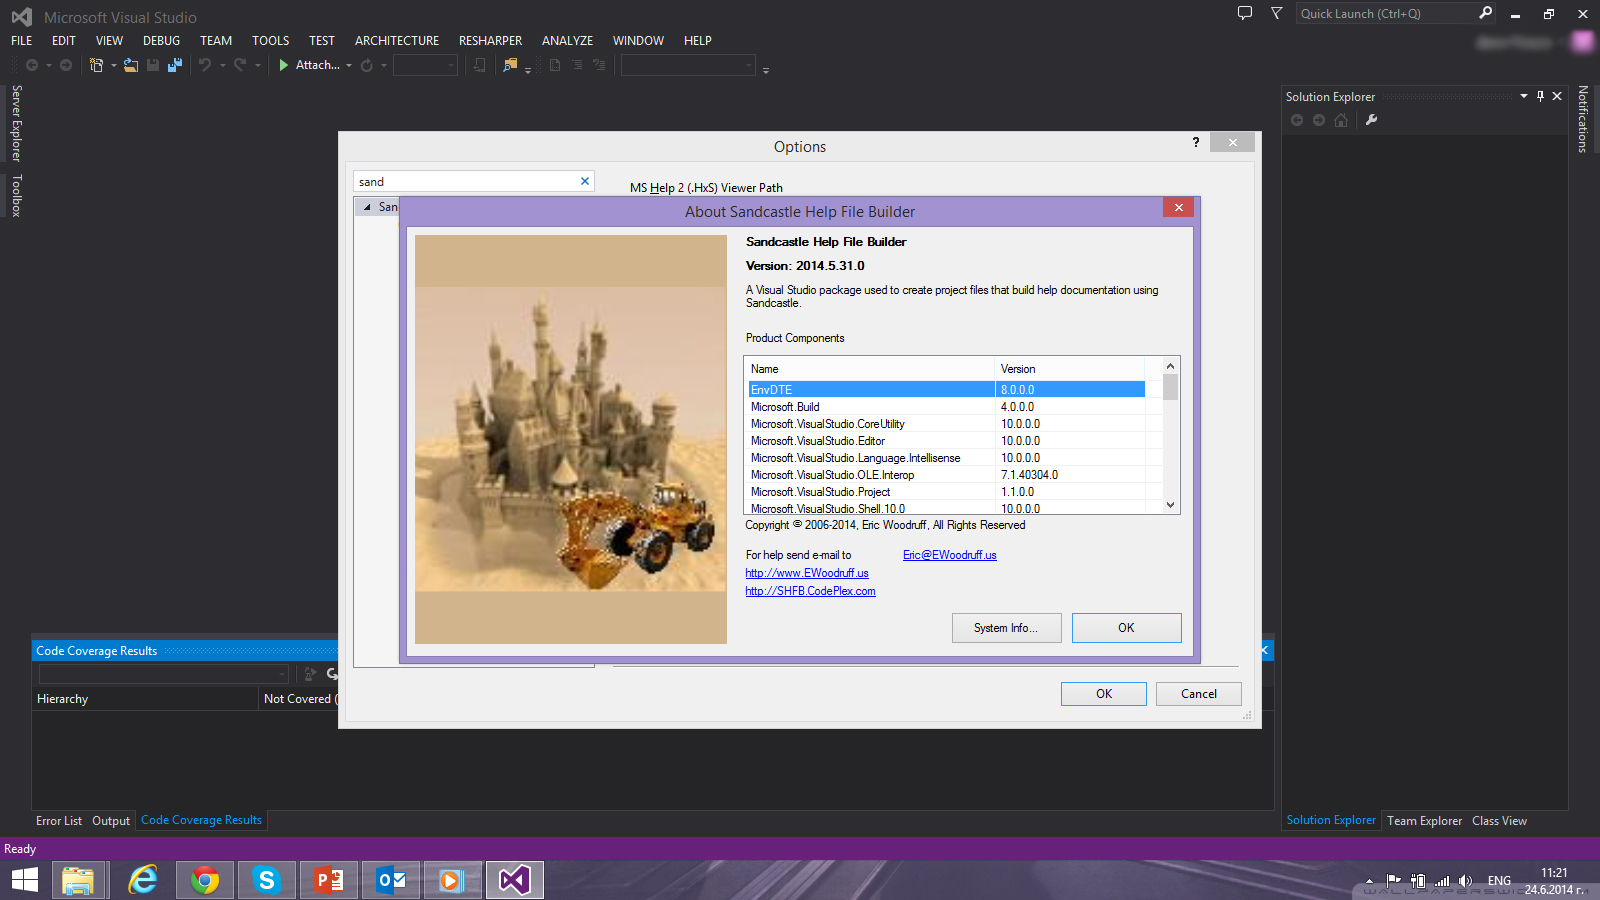 Microsoft Visual Studio
Quick Launch (Ctrl+Q)
FILE EDIT VIEW DEBUG TEAM TOOLS TEST ARCHITECTURE RESHARPER ANALYZE WINDOW HELP
Attach...
Server Explorer
Toolbox
Solution Explorer
Notifications
Options
?
sand
MS Help 2 (.HxS) Viewer Path
San
About Sandcastle Help File Builder
Sandcastle Help File Builder
Version: 2014.5.31.0
A Visual Studio package used to create project files that build help documentation using
Sandcastle.
Product Components
Name Version
EnvDTE 8.0.0.0
Microsoft.Build 4.0.0.0
Microsoft.VisualStudio.CoreUtility 10.0.0.0
Microsoft.VisualStudio.Editor 10.0.0.0
Microsoft.VisualStudio.Language.Intellisense 10.0.0.0
Microsoft.VisualStudio.OLE.Interop 7.1.40304.0
Microsoft.VisualStudio.Project 1.1.0.0
Microsoft.VisualStudio.Shell.10.0 10.0.0.0
Copyright © 2006-2014, Eric Woodruff, All Rights Reserved
For help send e-mail to Eric@EWoodruff.us
http://www.EWoodruff.us
http://SHFB.CodePlex.com
System Info... OK
OK Cancel
Code Coverage Results
Hierarchy Not Covered (
Error List Output Code Coverage Results
Solution Explorer Team Explorer Class View
Ready
ENG
11:21
24.6.2014 г.